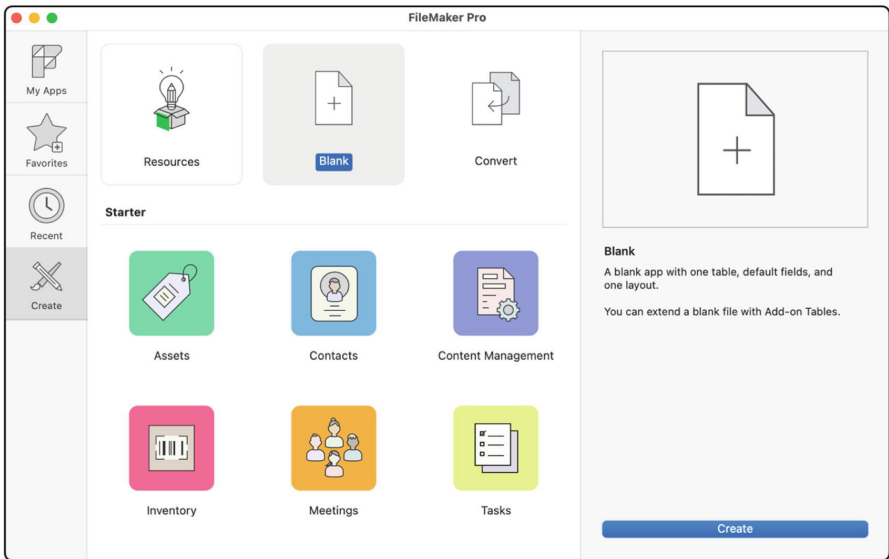 FileMaker Pro
My Apps
Favorites
Recent
Create
Resources
Blank
Convert
Starter
Assets
Contacts
Content Management
Inventory
Meetings
Tasks
Blank
A blank app with one table, default fields, and
one layout.
You can extend a blank file with Add-on Tables.
Create